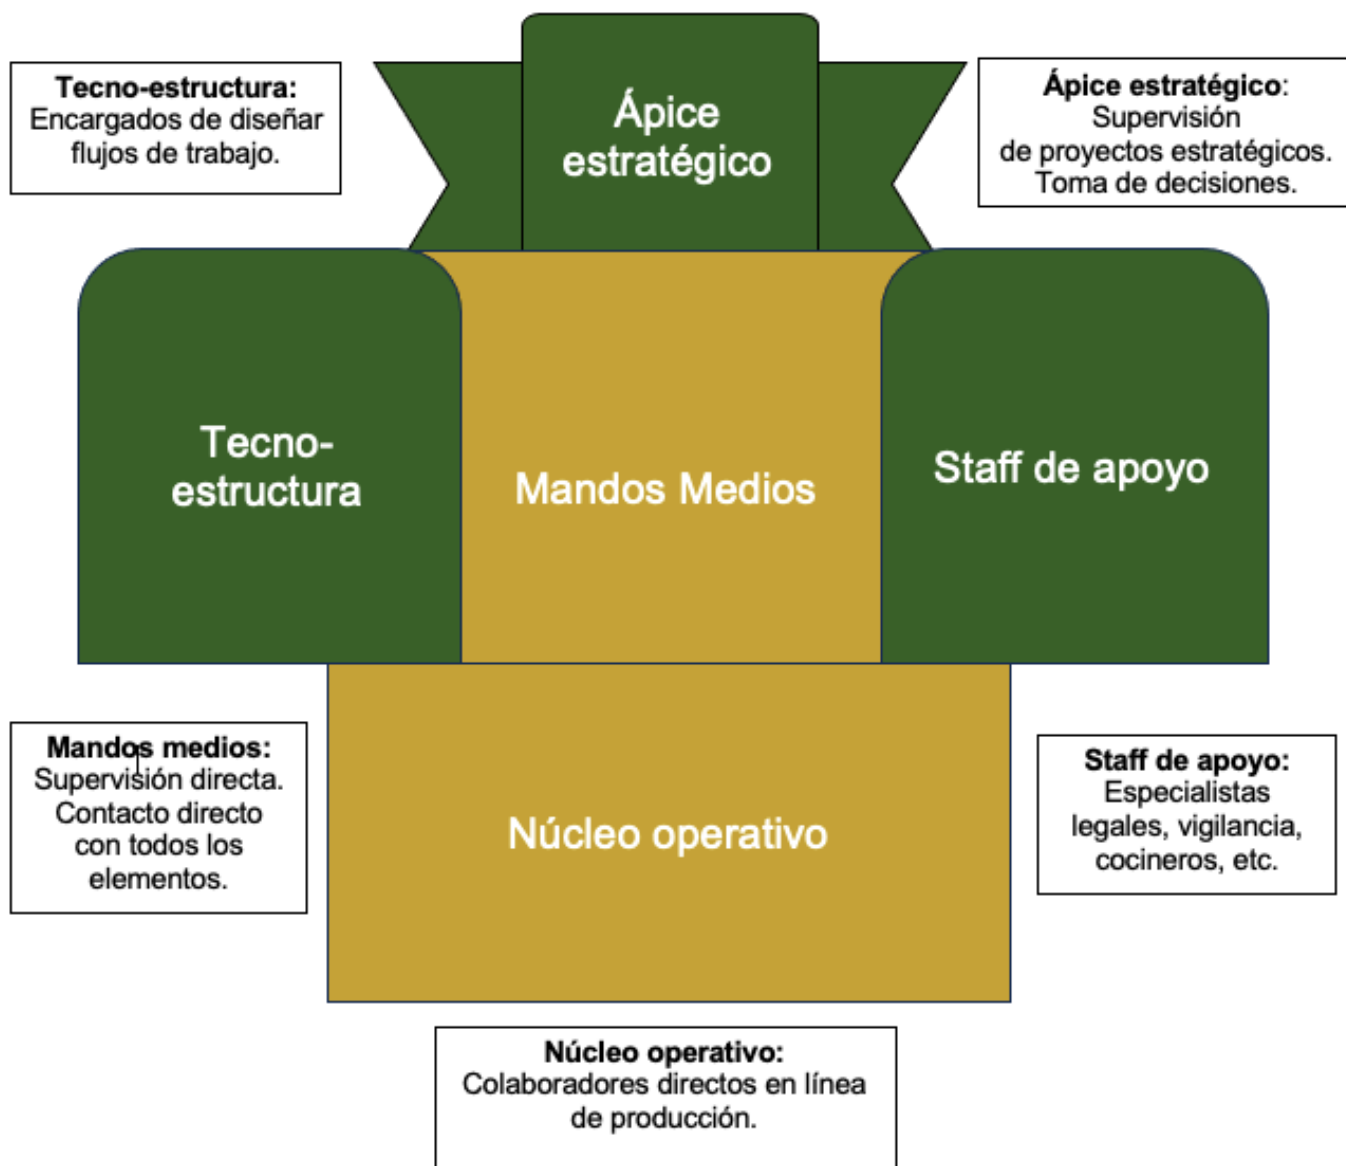 Tecno-estructura:
Encargados de diseñar
flujos de trabajo.
Ápice
estratégico
Ápice estratégico:
Supervisión
de proyectos estratégicos.
Toma de decisiones.
Tecno-
estructura
Mandos Medios
Staff de apoyo
Mandos medios:
Supervisión directa.
Contacto directo
con todos los
elementos.
Núcleo operativo
Staff de apoyo:
Especialistas
legales, vigilancia,
cocineros, etc.
Núcleo operativo:
Colaboradores directos en línea
de producción.